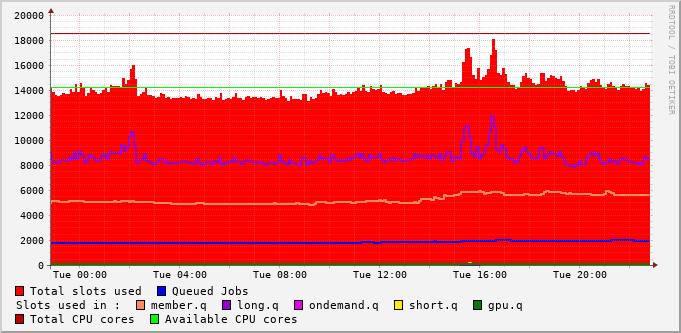 20000
18000
16000
14000
12000
10000
8000
6000
4000
2000
0
Tue 00:00 Tue 04:00 Tue 08:00 Tue 12:00 Tue 16:00 Tue 20:00
Total slots used Queued Jobs
Slots used in : member.q long.q ondemand.q short.q gpu.q
Total CPU cores Available CPU cores
RRDTOOL / TOBI OETIKER